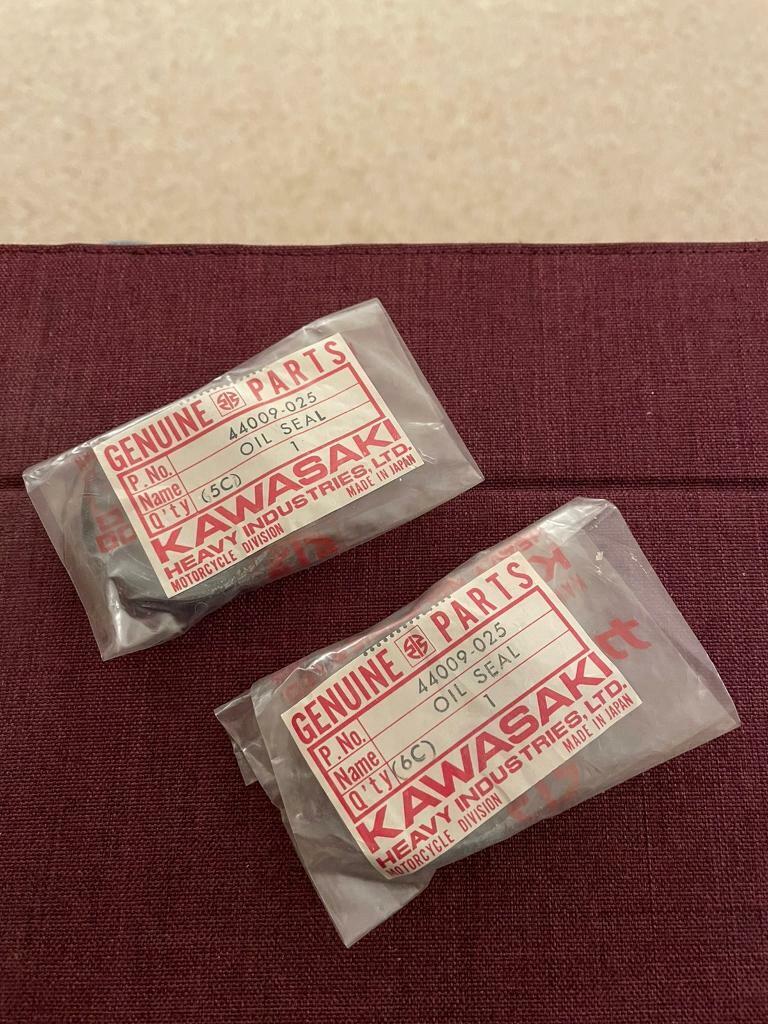 GENUINE PARTS
P.No. 44009-025
Name OIL SEAL
Q'ty (5C) 1
KAWASAKI
HEAVY INDUSTRIES, LTD.
MOTORCYCLE DIVISION MADE IN JAPAN
GENUINE PARTS
P.No. 44009-025
Name OIL SEAL
Q'ty (6C) 1
KAWASAKI
HEAVY INDUSTRIES, LTD.
MOTORCYCLE DIVISION MADE IN JAPAN